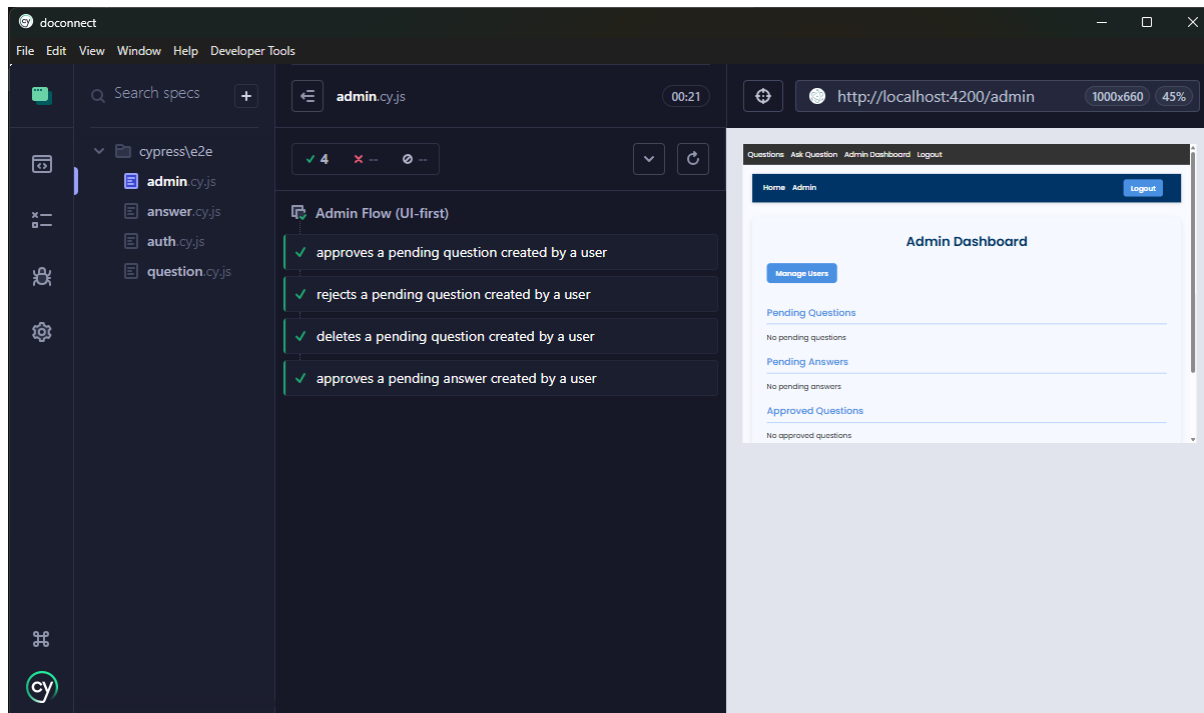 doconnect
File Edit View Window Help Developer Tools
Search specs
+
cypress\e2e
admin.cy.js
answer.cy.js
auth.cy.js
question.cy.js
admin.cy.js
00:21
4
--
--
Admin Flow (UI-first)
approves a pending question created by a user
rejects a pending question created by a user
deletes a pending question created by a user
approves a pending answer created by a user
http://localhost:4200/admin
1000x660
45%
Questions Ask Question Admin Dashboard Logout
Home Admin
Logout
Admin Dashboard
Manage Users
Pending Questions
No pending questions
Pending Answers
No pending answers
Approved Questions
No approved questions
cy